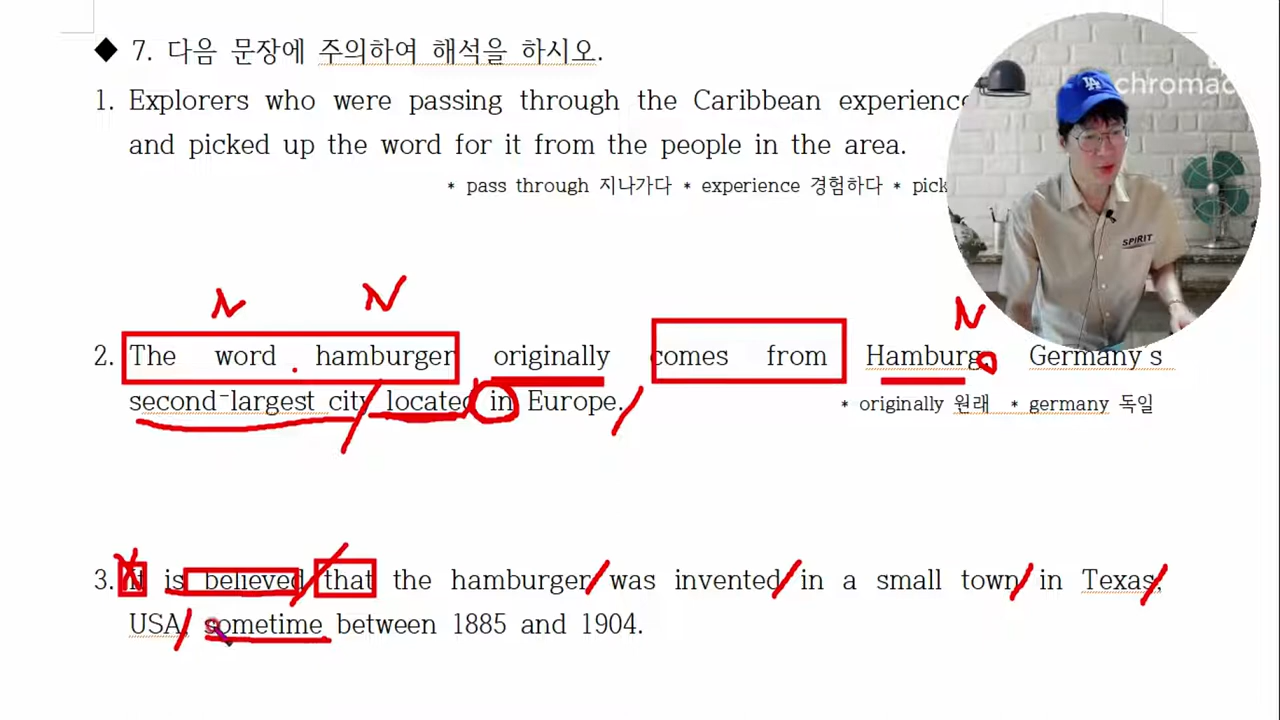 ◆ 7. 다음 문장에 주의하여 해석을 하시오.
1. Explorers who were passing through the Caribbean
and picked up the word for it from the people in the area.
* pass through 지나가다 * experience 경험하다 * pick
chromac
LA
SPIRIT
N N N
2. The word hamburger originally comes from Hamburg, Germany's
second-largest city located in Europe.
* originally 원래 * germany 독일
3. It is believed that the hamburger was invented in a small town in Texas,
USA, sometime between 1885 and 1904.